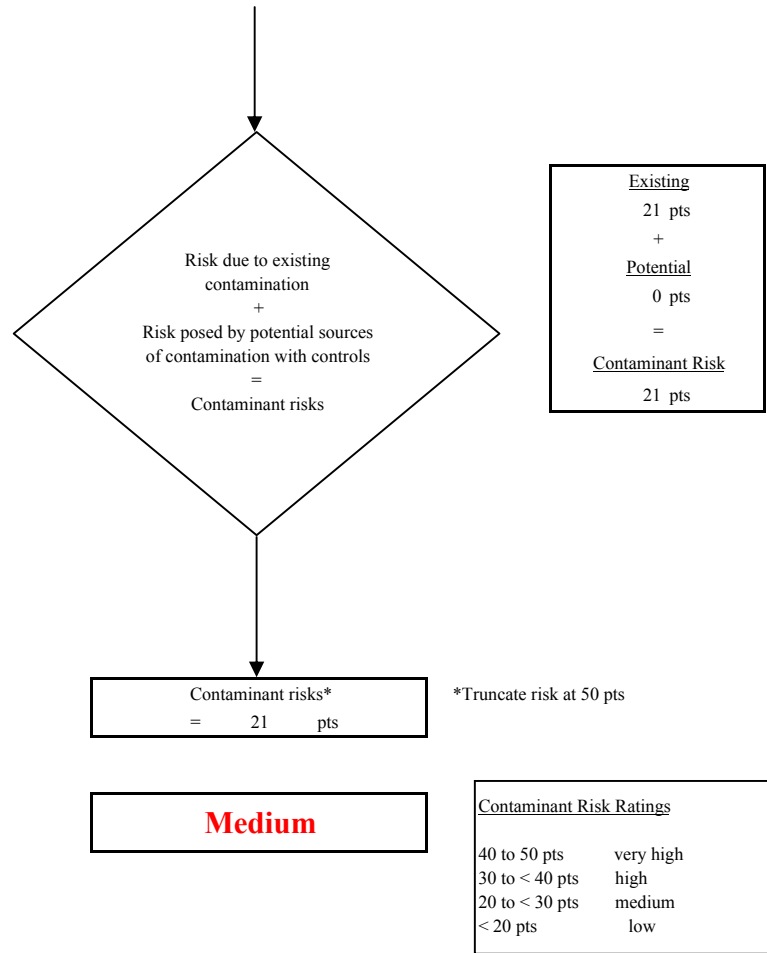 Risk due to existing
contamination
+
Risk posed by potential sources
of contamination with controls
=
Contaminant risks
Existing
21 pts
+
Potential
0 pts
=
Contaminant Risk
21 pts
Contaminant risks*
= 21 pts
*Truncate risk at 50 pts
Medium
Contaminant Risk Ratings
40 to 50 pts very high
30 to < 40 pts high
20 to < 30 pts medium
< 20 pts low